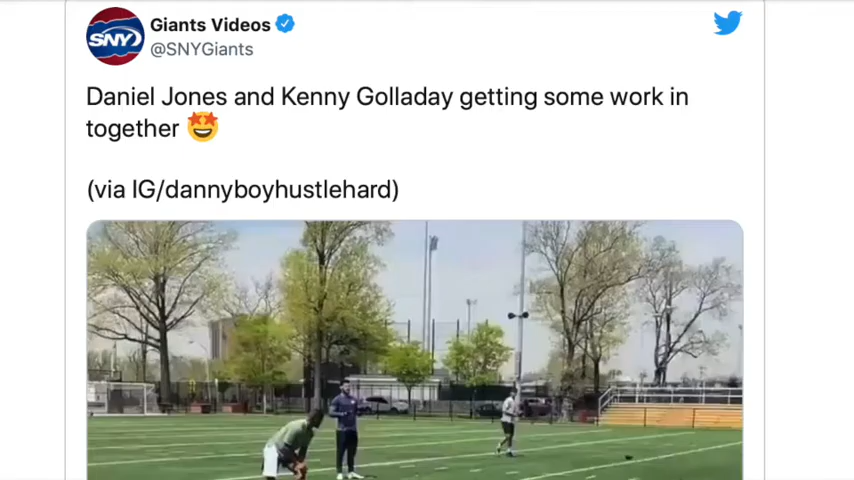 SNY
Giants Videos
@SNYGiants
Daniel Jones and Kenny Golladay getting some work in
together 🤩
(via IG/dannyboyhustlehard)